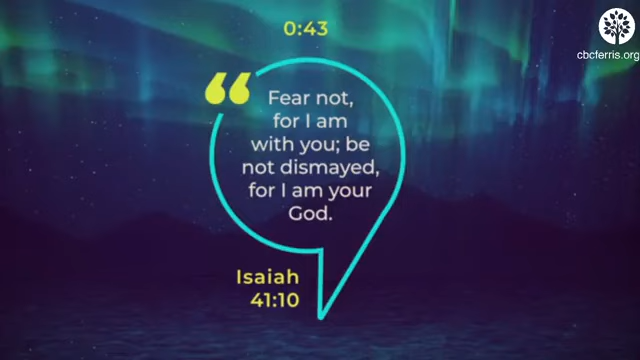 0:43
cbcferris.org
“
Fear not,
for I am
with you; be
not dismayed,
for I am your
God.
Isaiah
41:10